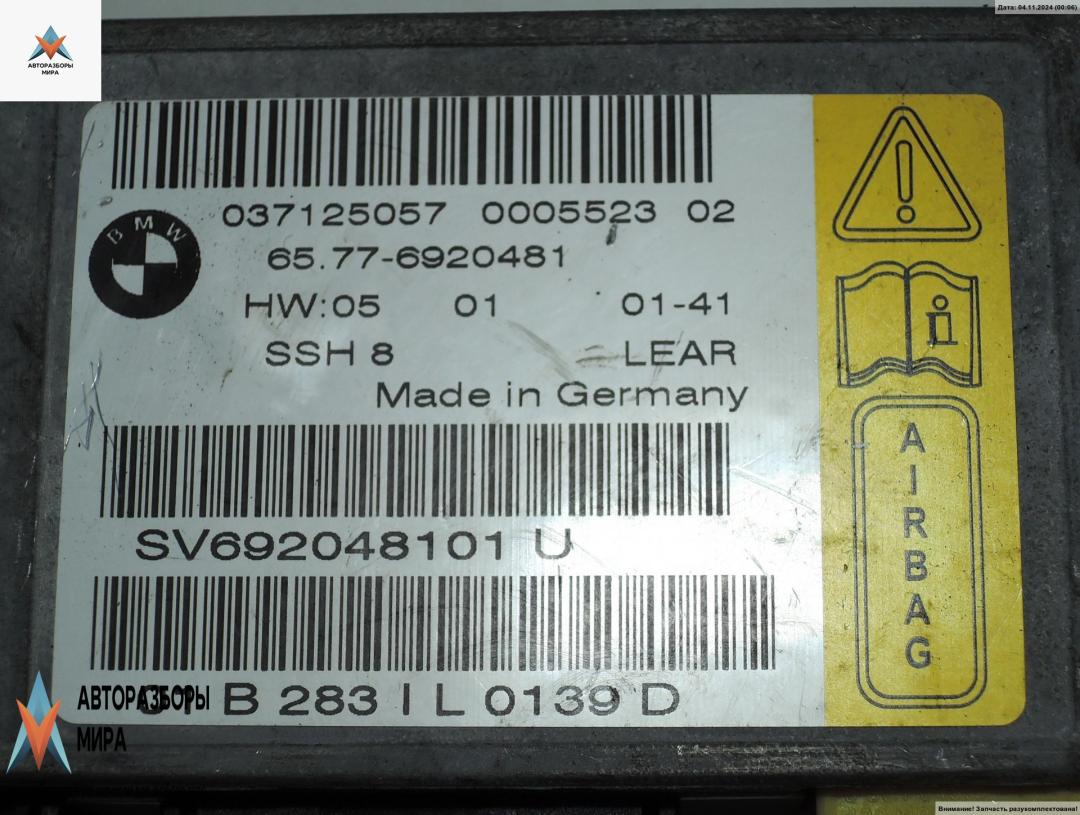 Дата: 04.11.2024 (00:06)
АВТОРАЗБОРЫ
МИРА
BMW
037125057 0005523 02
65.77-6920481
HW:05 01 01-41
SSH 8 LEAR
Made in Germany
SV692048101 U
B 283 I L 0139 D
AIRBAG
АВТОРАЗБОРЫ
МИРА
Внимание! Запчасть разукомплектована!